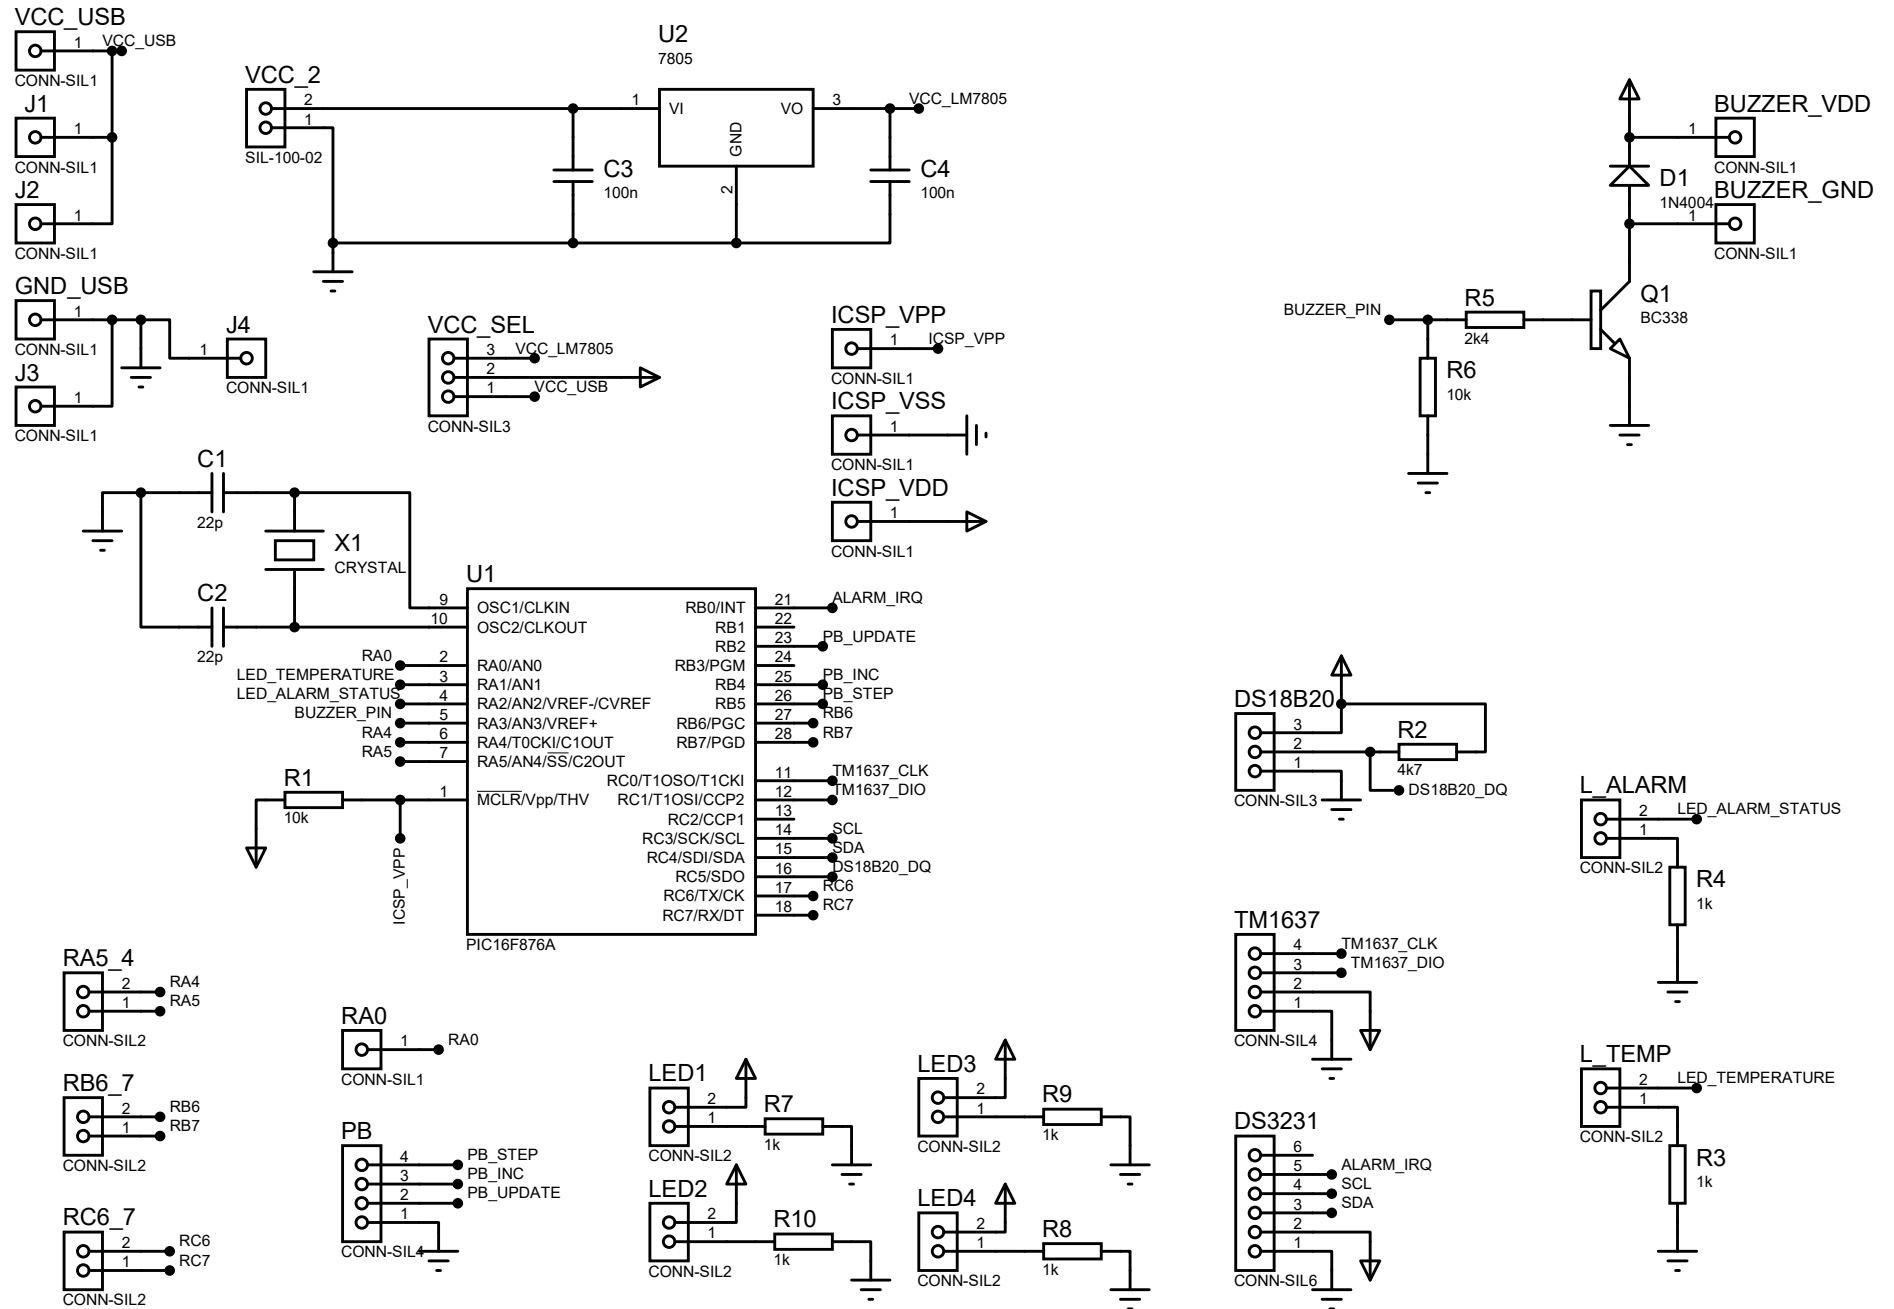 VCC_USB
1
VCC_USB
CONN-SIL1
J1
1
CONN-SIL1
J2
1
CONN-SIL1
VCC_2
2
1
SIL-100-02
U2
7805
1
VI
VO
3
GND
2
VCC_LM7805
C3
100n
C4
100n
BUZZER_VDD
1
CONN-SIL1
D1
1N4004
BUZZER_GND
1
CONN-SIL1
BUZZER_PIN
R5
2k4
Q1
BC338
R6
10k
GND_USB
1
CONN-SIL1
J3
1
CONN-SIL1
J4
1
CONN-SIL1
VCC_SEL
3
VCC_LM7805
2
1
VCC_USB
CONN-SIL3
ICSP_VPP
1
ICSP_VPP
CONN-SIL1
ICSP_VSS
1
CONN-SIL1
ICSP_VDD
1
CONN-SIL1
C1
22p
X1
CRYSTAL
C2
22p
U1
9
OSC1/CLKIN
10
OSC2/CLKOUT
RA0
2
RA0/AN0
LED_TEMPERATURE
3
RA1/AN1
LED_ALARM_STATUS
4
RA2/AN2/VREF-/CVREF
BUZZER_PIN
5
RA3/AN3/VREF+
RA4
6
RA4/T0CKI/C1OUT
RA5
7
RA5/AN4/SS/C2OUT
R1
10k
1
MCLR/Vpp/THV
ICSP_VPP
RB0/INT
21
ALARM_IRQ
RB1
22
RB2
23
PB_UPDATE
RB3/PGM
24
RB4
25
PB_INC
RB5
26
PB_STEP
RB6/PGC
27
RB6
RB7/PGD
28
RB7
RC0/T1OSO/T1CKI
11
TM1637_CLK
RC1/T1OSI/CCP2
12
TM1637_DIO
RC2/CCP1
13
RC3/SCK/SCL
14
SCL
RC4/SDI/SDA
15
SDA
RC5/SDO
16
DS18B20_DQ
RC6/TX/CK
17
RC6
RC7/RX/DT
18
RC7
PIC16F876A
DS18B20
3
2
1
CONN-SIL3
R2
4k7
DS18B20_DQ
L_ALARM
2
LED_ALARM_STATUS
1
CONN-SIL2
R4
1k
TM1637
4
TM1637_CLK
3
TM1637_DIO
2
1
CONN-SIL4
L_TEMP
2
LED_TEMPERATURE
1
CONN-SIL2
R3
1k
DS3231
6
5
ALARM_IRQ
4
SCL
3
SDA
2
1
CONN-SIL6
RA5_4
2
RA4
1
RA5
CONN-SIL2
RB6_7
2
RB6
1
RB7
CONN-SIL2
RC6_7
2
RC6
1
RC7
CONN-SIL2
RA0
1
RA0
CONN-SIL1
PB
4
PB_STEP
3
PB_INC
2
PB_UPDATE
1
CONN-SIL4
LED1
2
1
CONN-SIL2
R7
1k
LED2
2
1
CONN-SIL2
R10
1k
LED3
2
1
CONN-SIL2
R9
1k
LED4
2
1
CONN-SIL2
R8
1k